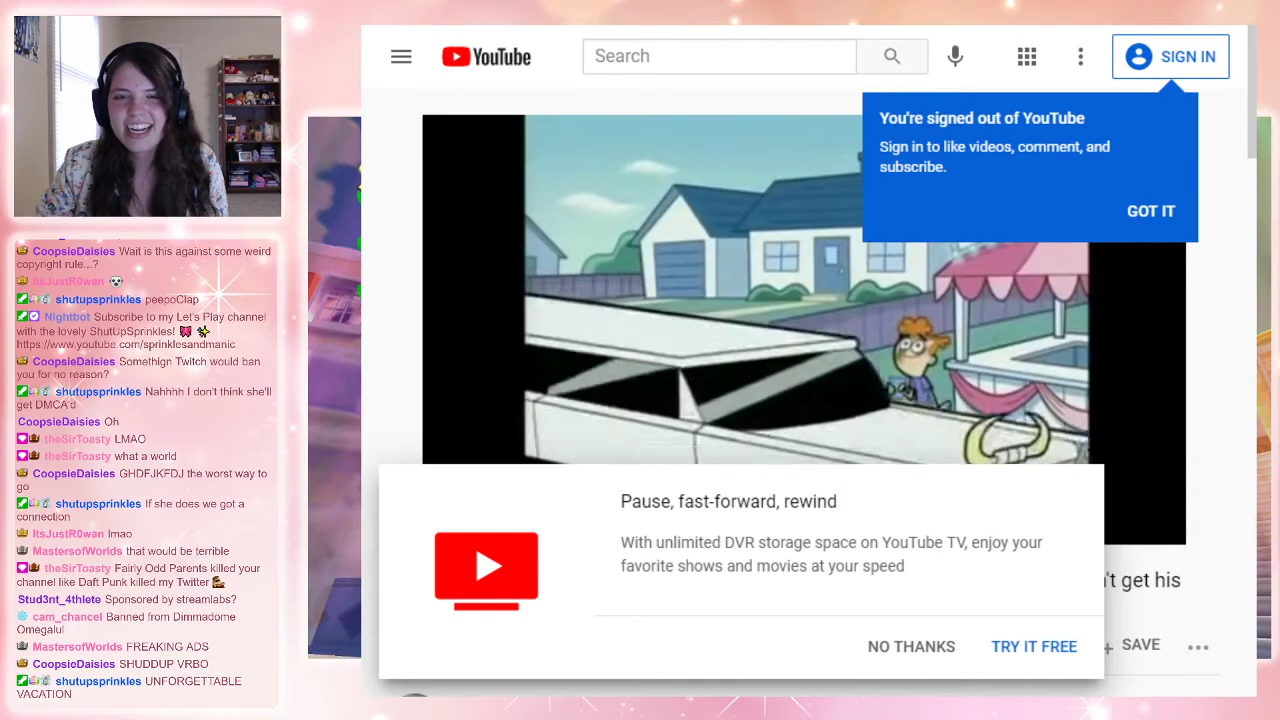 CoopsieDaisies Wait is this against some weird
copyright rule...?
ItsJustR0wan
shutupsprinkles peepoClap
Nightbot Subscribe to my Let's Play channel
with the lovely ShutUpSprinkles!
https://www.youtube.com/sprinklesandmanic
CoopsieDaisies Somethign Twitch would ban
you for no reason?
shutupsprinkles Nahhhh I don't think she'll
get DMCA'd
CoopsieDaisies Oh
theSirToasty LMAO
theSirToasty what a world
CoopsieDaisies GHDFJKFDJ the worst way to
go
shutupsprinkles If she does we got a
connection
ItsJustR0wan lmao
MastersofWorlds that would be terrible
theSirToasty Fairly Odd Parents killed your
channel like Daft Punk killed my Twitter
Stud3nt_4thlete Sponsored by streamlabs?
cam_chancel Banned from Dimmadome
Omegalul
MastersofWorlds FREAKING ADS
CoopsieDaisies SHUDDUP VRBO
shutupsprinkles UNFORGETTABLE
VACATION
YouTube
Search
SIGN IN
You're signed out of YouTube
Sign in to like videos, comment, and
subscribe.
GOT IT
Pause, fast-forward, rewind
With unlimited DVR storage space on YouTube TV, enjoy your
favorite shows and movies at your speed
NO THANKS TRY IT FREE
't get his
SAVE